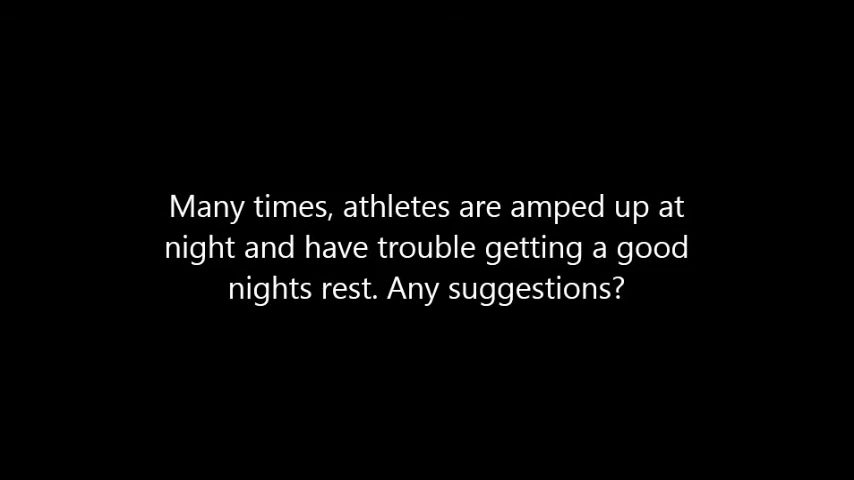 Many times, athletes are amped up at
night and have trouble getting a good
nights rest. Any suggestions?